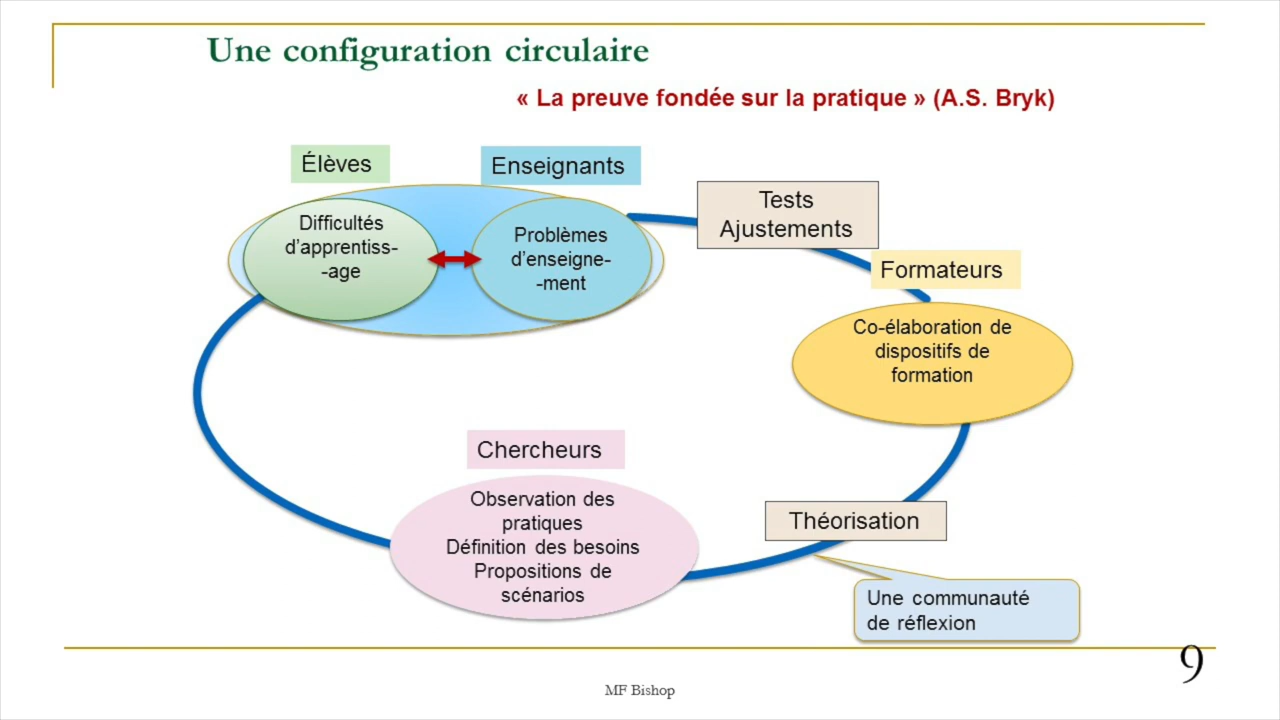 Une configuration circulaire
« La preuve fondée sur la pratique » (A.S. Bryk)
Élèves
Enseignants
Difficultés
d'apprentiss-
-age
Problèmes
d'enseigne-
-ment
Tests
Ajustements
Formateurs
Co-élaboration de
dispositifs de
formation
Chercheurs
Observation des
pratiques
Définition des besoins
Propositions de
scénarios
Théorisation
Une communauté
de réflexion
9
MF Bishop